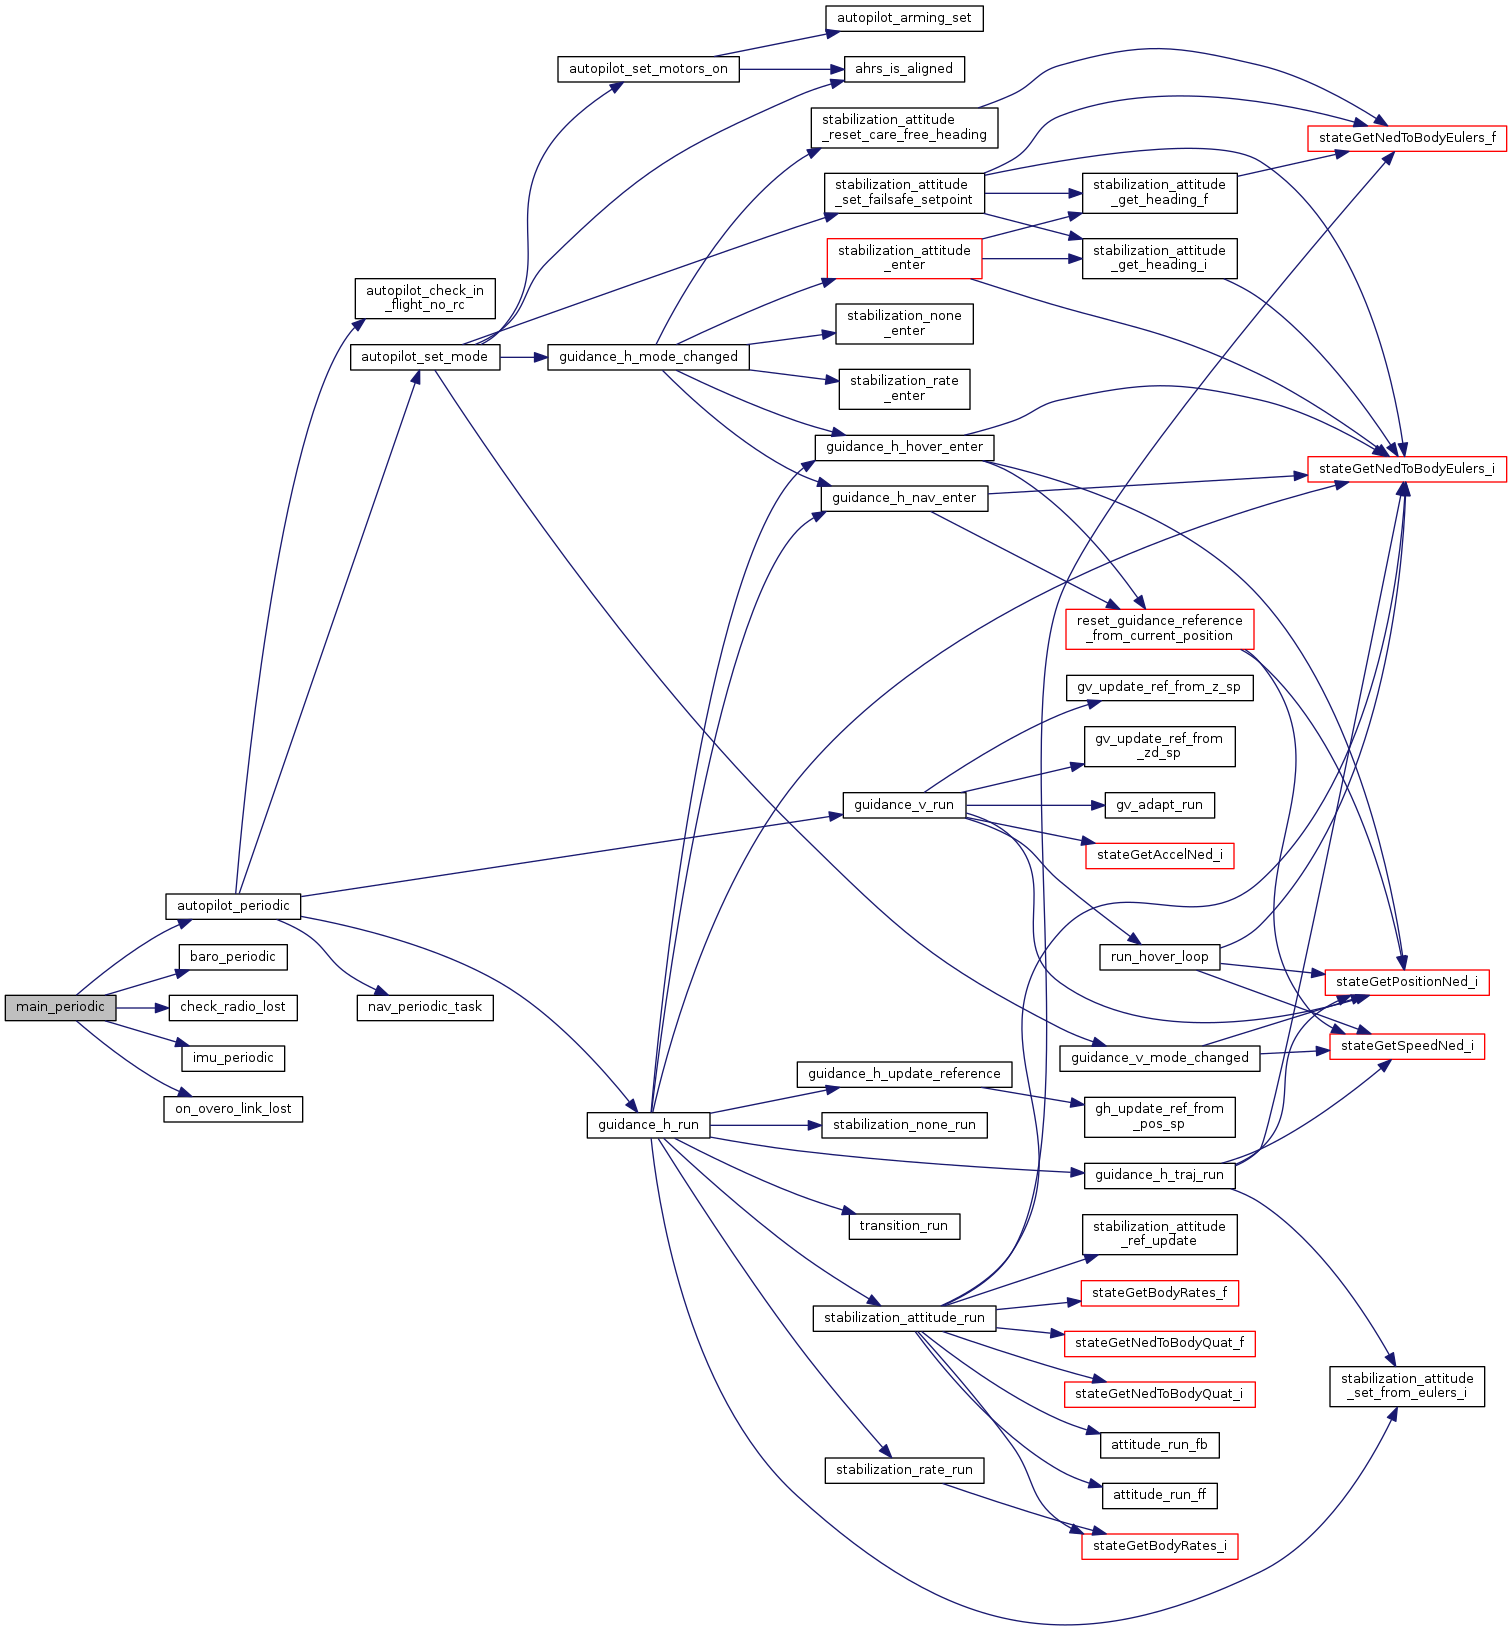 autopilot_arming_set
autopilot_set_motors_on
ahrs_is_aligned
stabilization_attitude
_reset_care_free_heading
stateGetNedToBodyEulers_f
stabilization_attitude
_set_failsafe_setpoint
stabilization_attitude
_get_heading_f
stabilization_attitude
_enter
stabilization_attitude
_get_heading_i
autopilot_check_in
_flight_no_rc
stabilization_none
_enter
autopilot_set_mode
guidance_h_mode_changed
stabilization_rate
_enter
guidance_h_hover_enter
stateGetNedToBodyEulers_i
guidance_h_nav_enter
reset_guidance_reference
_from_current_position
gv_update_ref_from_z_sp
gv_update_ref_from
_zd_sp
guidance_v_run
gv_adapt_run
stateGetAccelNed_i
autopilot_periodic
baro_periodic
run_hover_loop
stateGetPositionNed_i
main_periodic
check_radio_lost
nav_periodic_task
stateGetSpeedNed_i
imu_periodic
guidance_v_mode_changed
guidance_h_update_reference
on_overo_link_lost
gh_update_ref_from
_pos_sp
guidance_h_run
stabilization_none_run
guidance_h_traj_run
transition_run
stabilization_attitude
_ref_update
stateGetBodyRates_f
stabilization_attitude_run
stateGetNedToBodyQuat_f
stateGetNedToBodyQuat_i
stabilization_attitude
_set_from_eulers_i
attitude_run_fb
stabilization_rate_run
attitude_run_ff
stateGetBodyRates_i